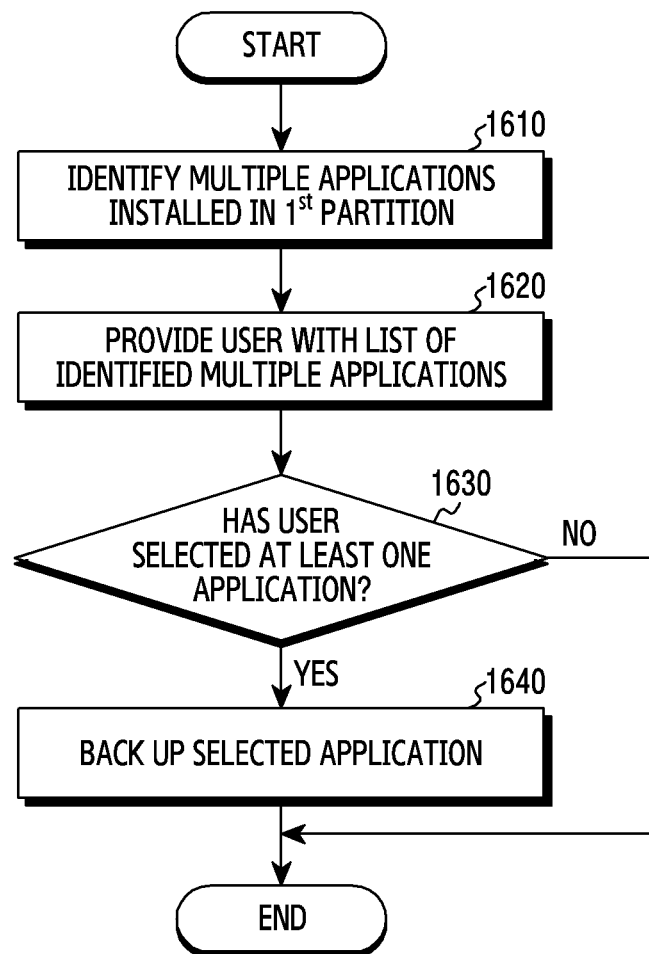 START
1610
IDENTIFY MULTIPLE APPLICATIONS
INSTALLED IN 1st PARTITION
1620
PROVIDE USER WITH LIST OF
IDENTIFIED MULTIPLE APPLICATIONS
1630
HAS USER
SELECTED AT LEAST ONE
APPLICATION?
NO
YES
1640
BACK UP SELECTED APPLICATION
END